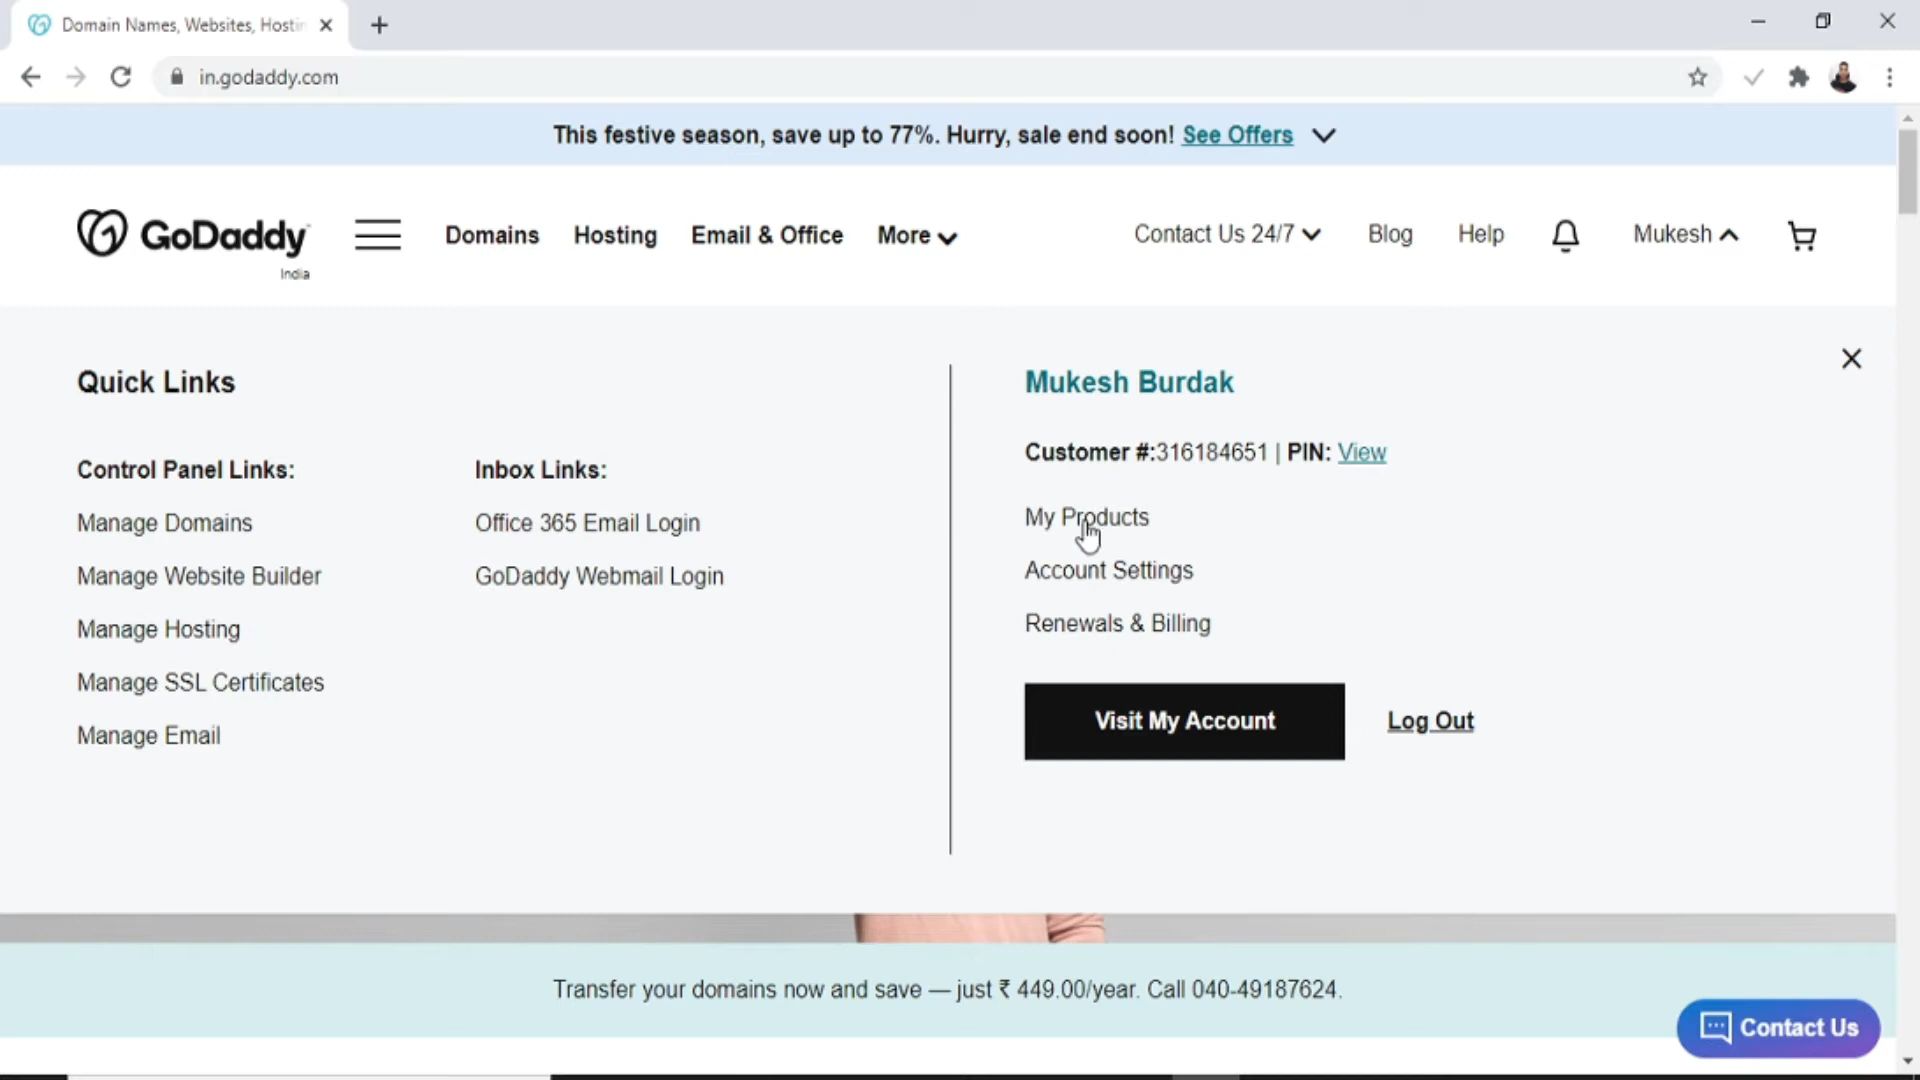 Domain Names, Websites, Hostin
in.godaddy.com
This festive season, save up to 77%. Hurry, sale end soon! See Offers
GoDaddy
India
Domains Hosting Email & Office More
Contact Us 24/7 Blog Help Mukesh
Quick Links
Control Panel Links:
Manage Domains
Manage Website Builder
Manage Hosting
Manage SSL Certificates
Manage Email
Inbox Links:
Office 365 Email Login
GoDaddy Webmail Login
Mukesh Burdak
Customer #:316184651 | PIN: View
My Products
Account Settings
Renewals & Billing
Visit My Account Log Out
Transfer your domains now and save — just ₹ 449.00/year. Call 040-49187624.
Contact Us